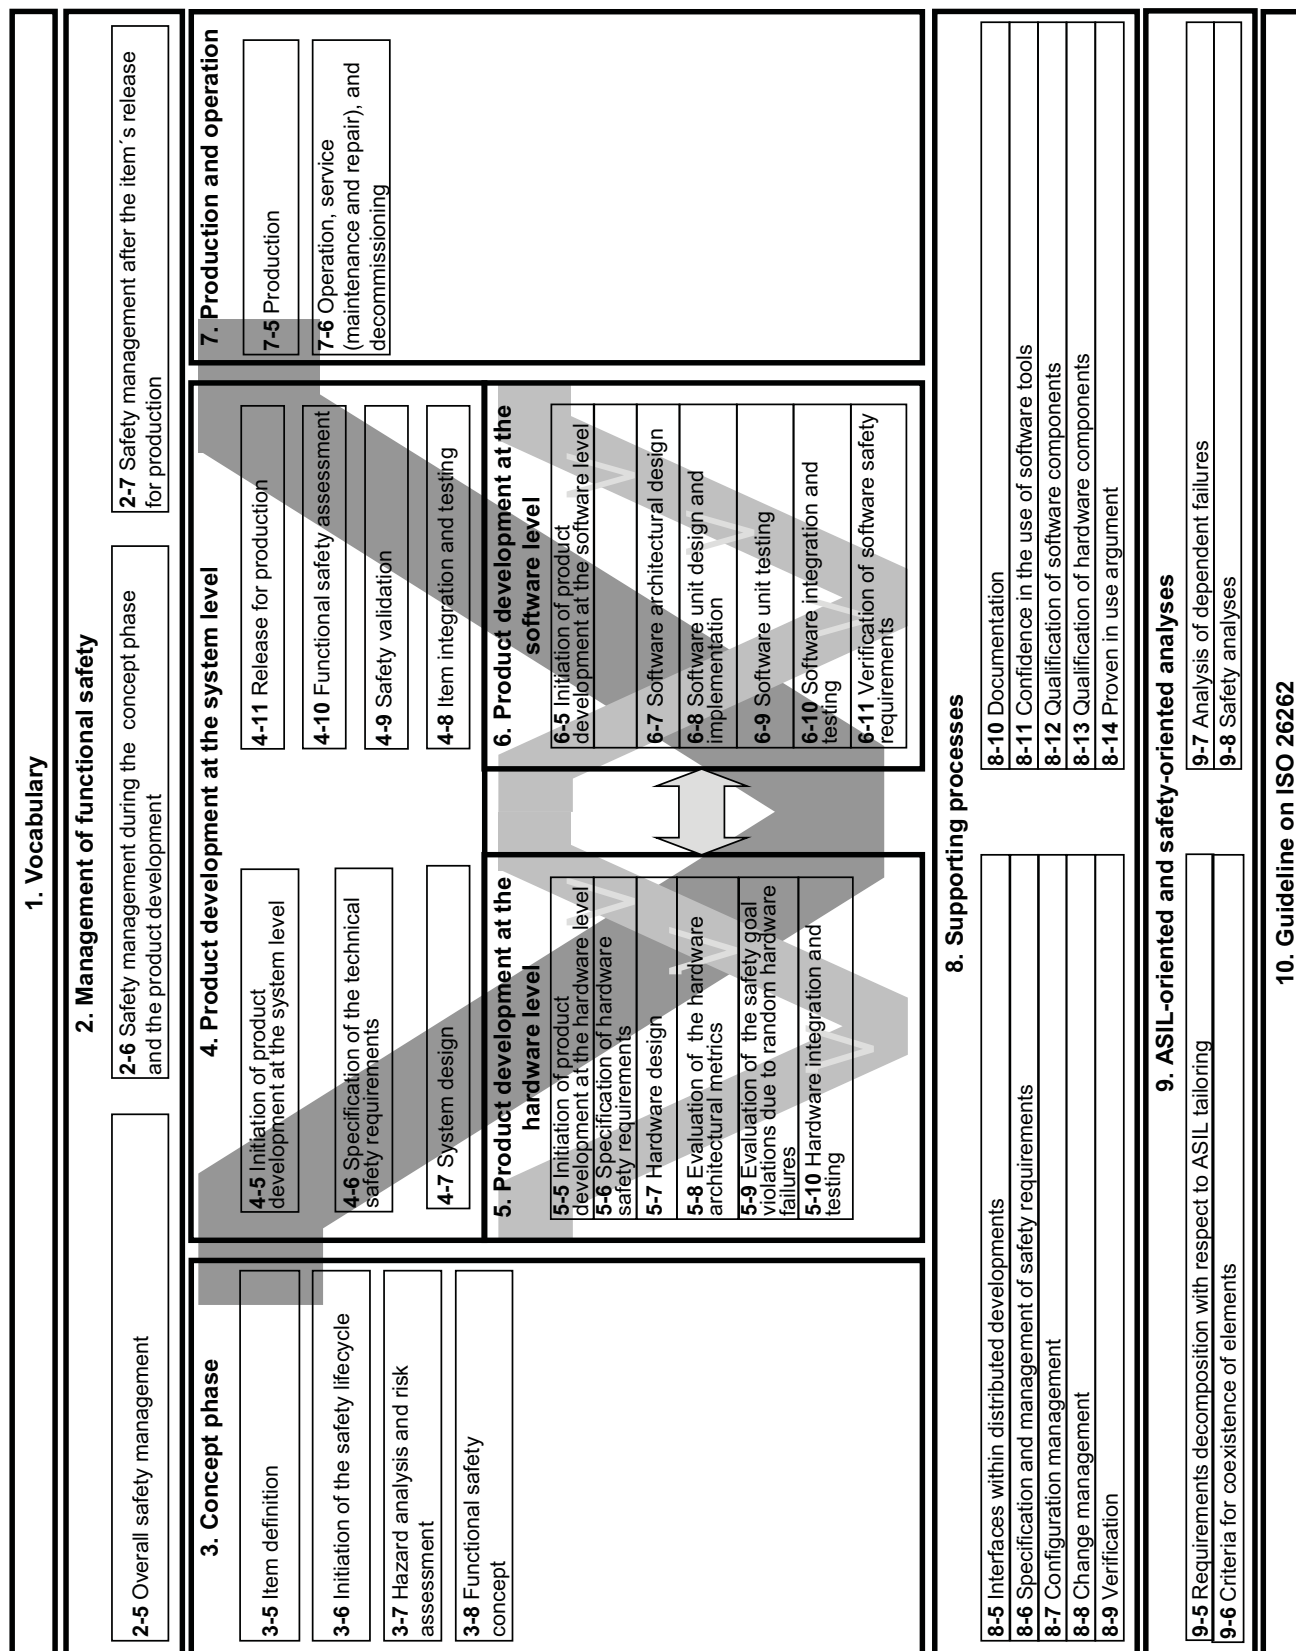 1. Vocabulary
2. Management of functional safety
2-5 Overall safety management
2-6 Safety management during the concept phase
and the product development
2-7 Safety management after the item´s release
for production
3. Concept phase
3-5 Item definition
3-6 Initiation of the safety lifecycle
3-7 Hazard analysis and risk
assessment
3-8 Functional safety
concept
4. Product development at the system level
4-5 Initiation of product
development at the system level
4-6 Specification of the technical
safety requirements
4-7 System design
4-11 Release for production
4-10 Functional safety assessment
4-9 Safety validation
4-8 Item integration and testing
5. Product development at the
hardware level
5-5 Initiation of product
development at the hardware level
5-6 Specification of hardware
safety requirements
5-7 Hardware design
5-8 Evaluation of the hardware
architectural metrics
5-9 Evaluation of the safety goal
violations due to random hardware
failures
5-10 Hardware integration and
testing
6. Product development at the
software level
6-5 Initiation of product
development at the software level
6-7 Software architectural design
6-8 Software unit design and
implementation
6-9 Software unit testing
6-10 Software integration and
testing
6-11 Verification of software safety
requirements
7. Production and operation
7-5 Production
7-6 Operation, service
(maintenance and repair), and
decommissioning
8. Supporting processes
8-5 Interfaces within distributed developments
8-6 Specification and management of safety requirements
8-7 Configuration management
8-8 Change management
8-9 Verification
8-10 Documentation
8-11 Confidence in the use of software tools
8-12 Qualification of software components
8-13 Qualification of hardware components
8-14 Proven in use argument
9. ASIL-oriented and safety-oriented analyses
9-5 Requirements decomposition with respect to ASIL tailoring
9-6 Criteria for coexistence of elements
9-7 Analysis of dependent failures
9-8 Safety analyses
10. Guideline on ISO 26262